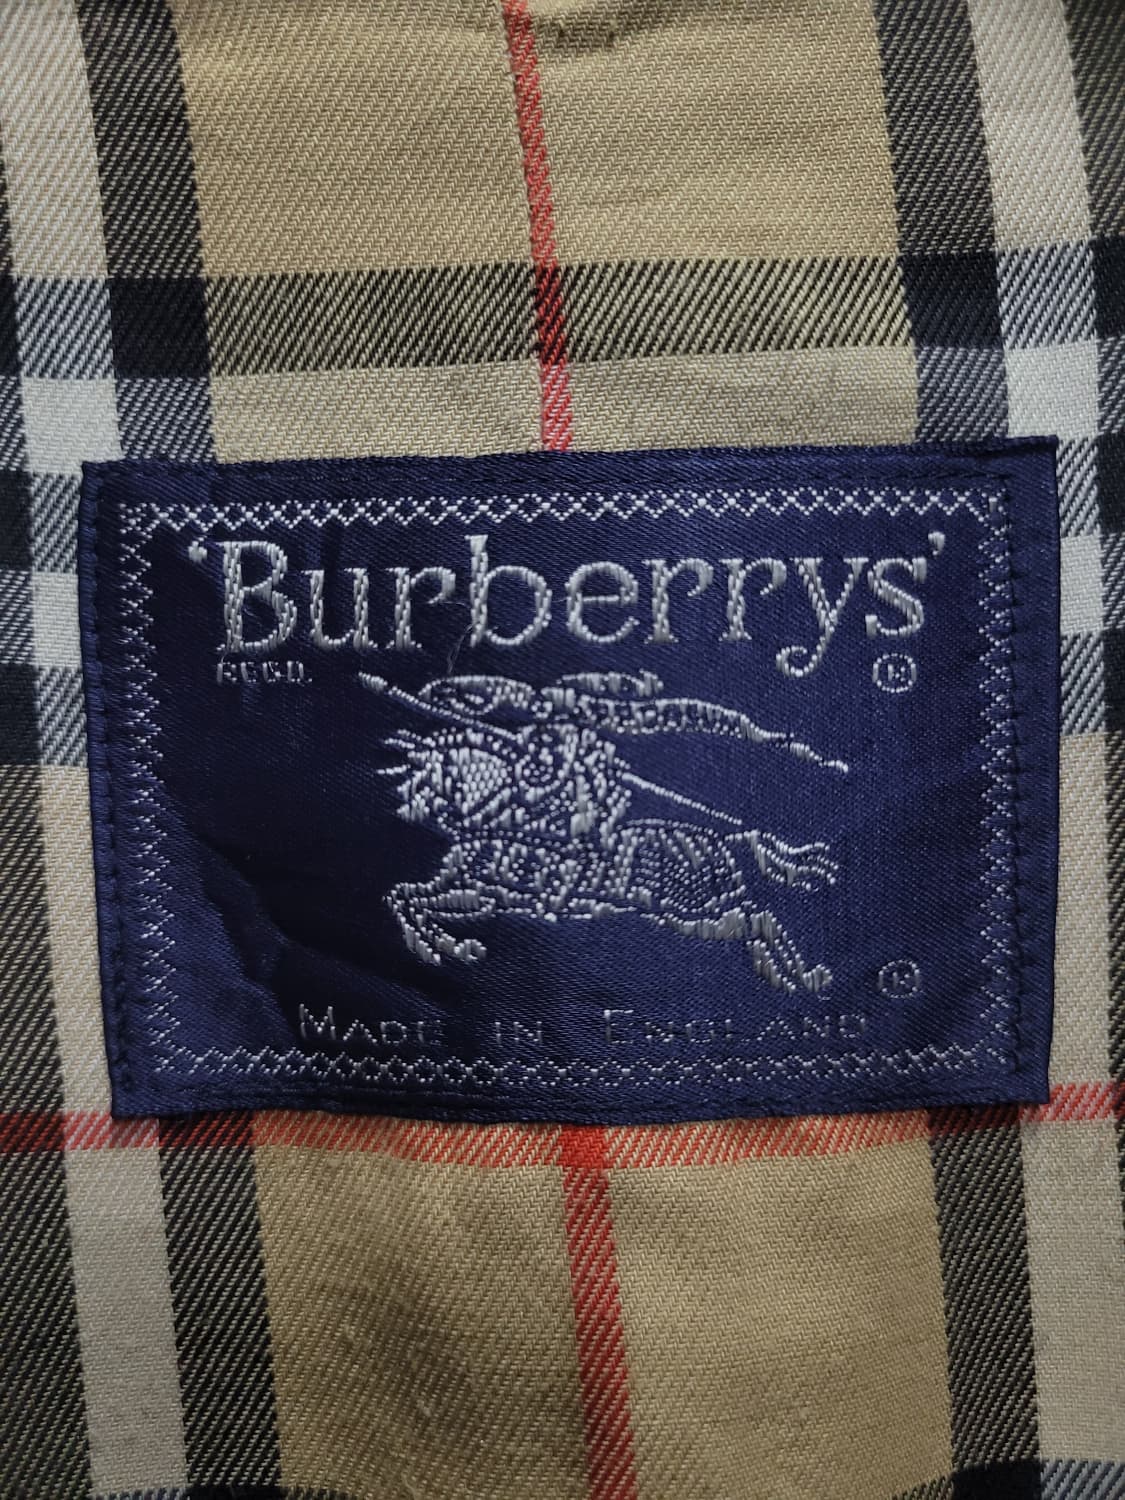 'Burberrys'
REGD. ®
®
MADE IN ENGLAND